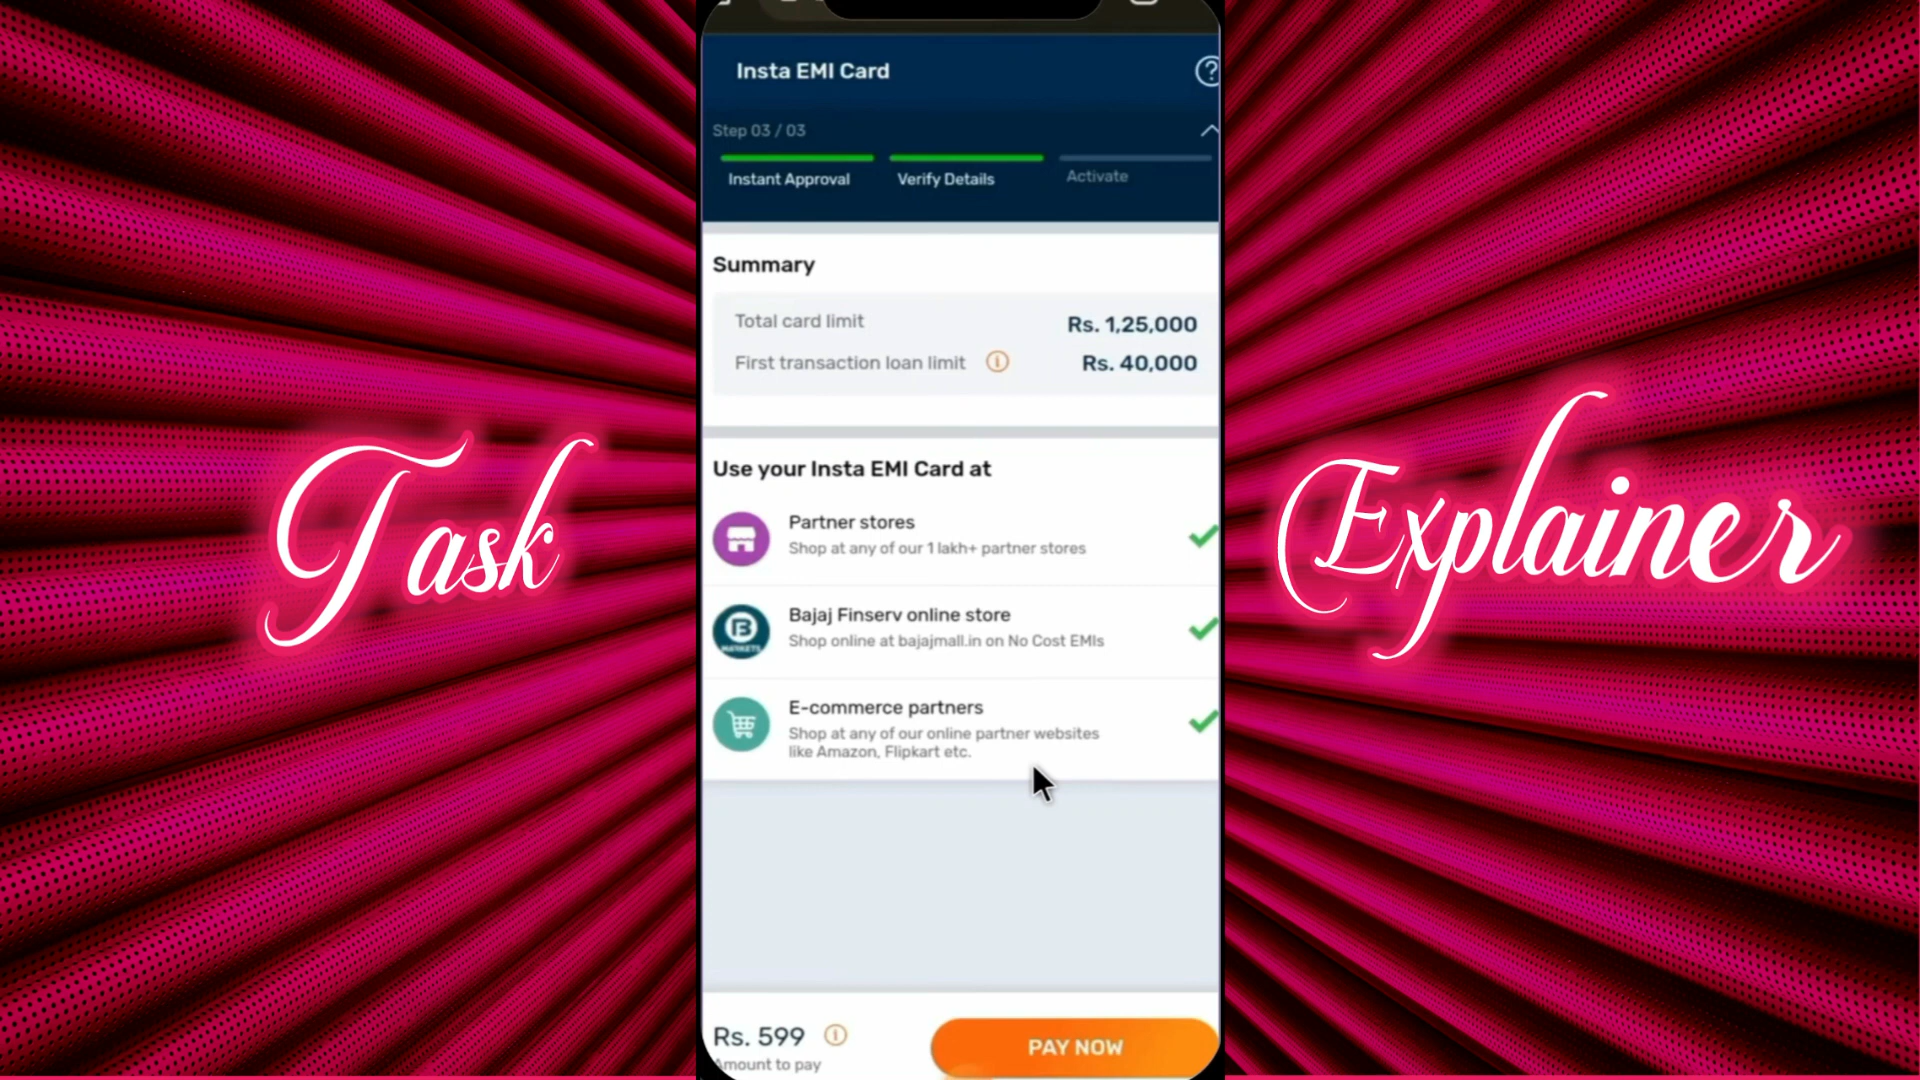 Insta EMI Card
Step 03 / 03
Instant Approval
Verify Details
Activate
Summary
Total card limit
Rs. 1,25,000
First transaction loan limit
Rs. 40,000
Task
Explainer
Use your Insta EMI Card at
Partner stores
Shop at any of our 1 lakh+ partner stores
Bajaj Finserv online store
Shop online at bajajmall.in on No Cost EMIs
B
MARKETS
E-commerce partners
Shop at any of our online partner websites
like Amazon, Flipkart etc.
Rs. 599
Amount to pay
PAY NOW